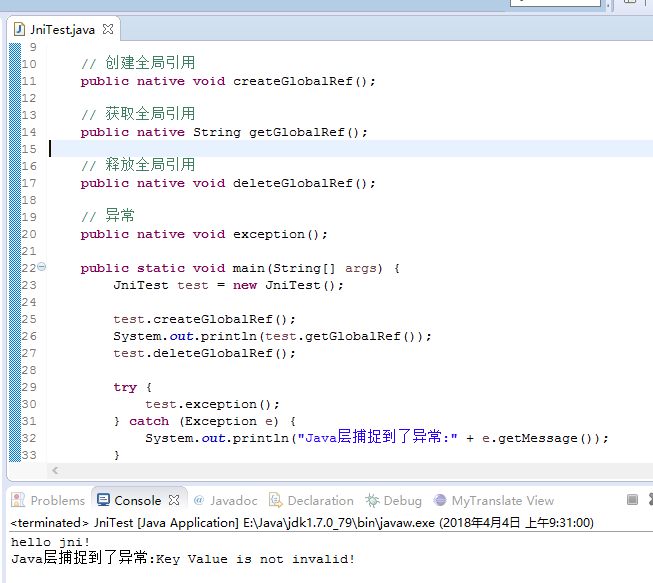 JniTest.java
9
10 // 创建全局引用
11 public native void createGlobalRef();
12
13 // 获取全局引用
14 public native String getGlobalRef();
15
16 // 释放全局引用
17 public native void deleteGlobalRef();
18
19 // 异常
20 public native void exception();
21
22 public static void main(String[] args) {
23 JniTest test = new JniTest();
24
25 test.createGlobalRef();
26 System.out.println(test.getGlobalRef());
27 test.deleteGlobalRef();
28
29 try {
30 test.exception();
31 } catch (Exception e) {
32 System.out.println("Java层捕捉到了异常:" + e.getMessage());
33 }
Problems Console Javadoc Declaration Debug MyTranslate View
<terminated> JniTest [Java Application] E:\Java\jdk1.7.0_79\bin\javaw.exe (2018年4月4日 上午9:31:00)
hello jni!
Java层捕捉到了异常:Key Value is not invalid!